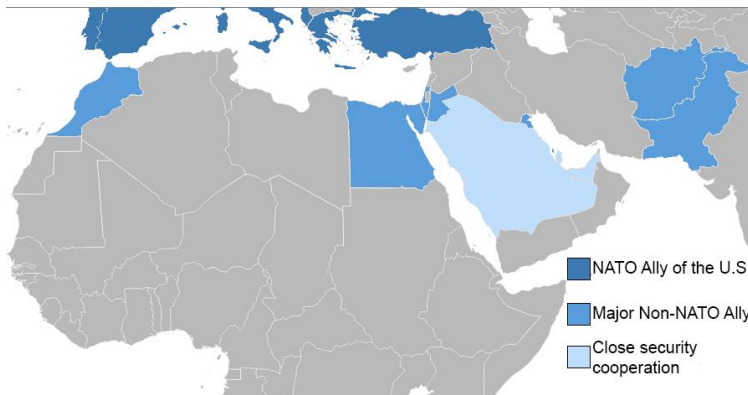 NATO Ally of the U.S
Major Non-NATO Ally
Close security
cooperation